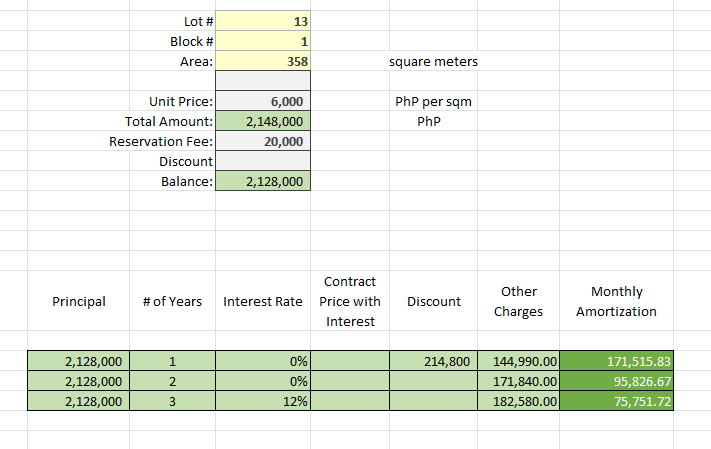 Lot # 13
Block # 1
Area: 358 square meters
Unit Price: 6,000 PhP per sqm
Total Amount: 2,148,000 PhP
Reservation Fee: 20,000
Discount
Balance: 2,128,000
Contract
Principal # of Years Interest Rate Price with Discount Other Monthly
Interest Charges Amortization
2,128,000 1 0% 214,800 144,990.00 171,515.83
2,128,000 2 0% 171,840.00 95,826.67
2,128,000 3 12% 182,580.00 75,751.72